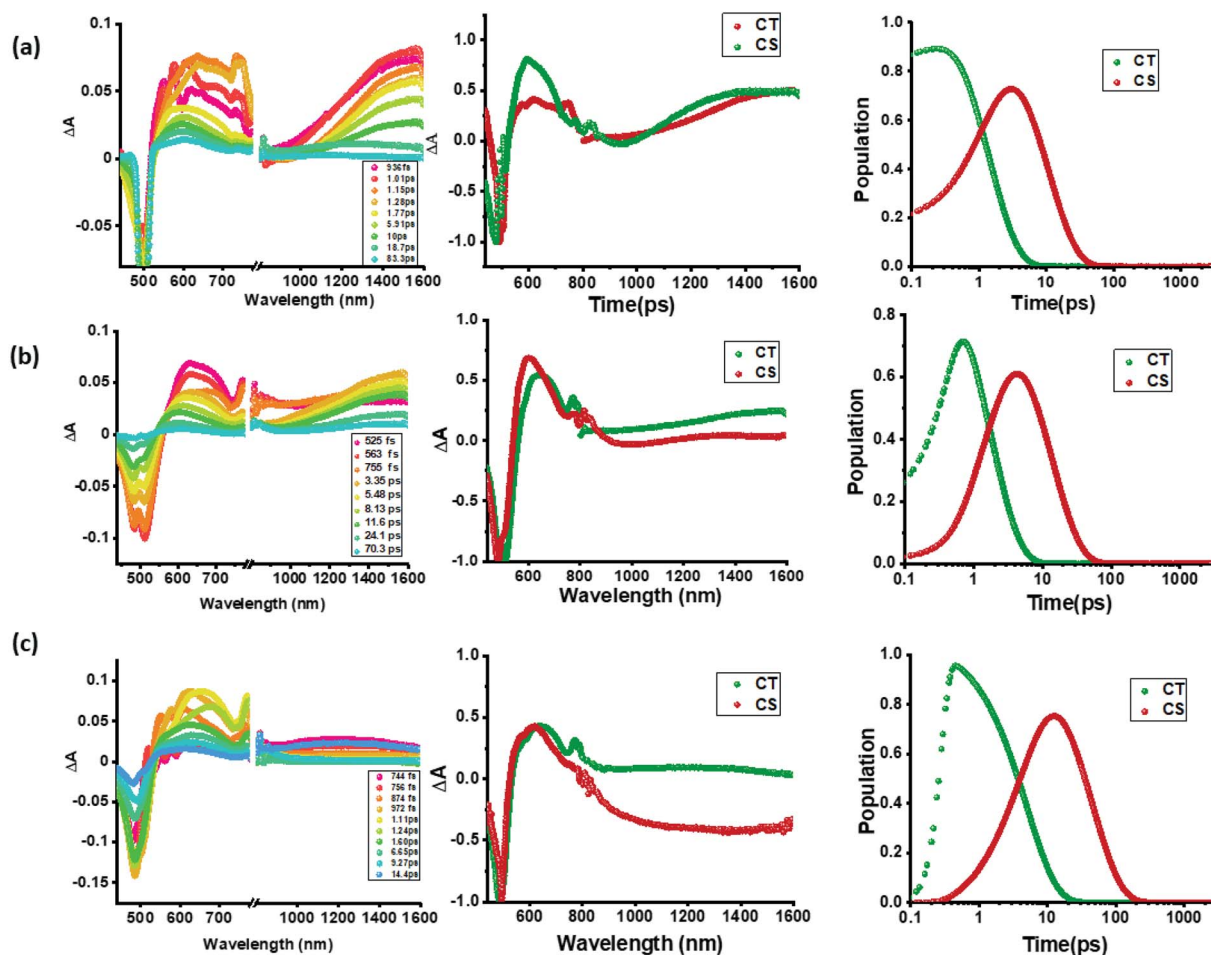 (a)
0.1
0.05
0
-0.05
ΔA
500
600
700
1000
1200
1400
1600
Wavelength (nm)
936fs
1.01ps
1.15ps
1.28ps
1.77ps
5.91ps
10ps
18.7ps
83.3ps
1.0
0.5
0.0
-0.5
-1.0
ΔA
600
800
1000
1200
1400
1600
Time(ps)
CT
CS
1.0
0.8
0.6
0.4
0.2
0.0
Population
0.1
1
10
100
1000
Time(ps)
CT
CS
(b)
0.1
0.05
0
-0.05
-0.1
ΔA
500
600
700
1000
1200
1400
1600
Wavelength (nm)
525 fs
563 fs
755 fs
3.35 ps
5.48 ps
8.13 ps
11.6 ps
24.1 ps
70.3 ps
1.0
0.5
0.0
-0.5
-1.0
ΔA
600
800
1000
1200
1400
1600
Wavelength (nm)
CT
CS
0.8
0.6
0.4
0.2
0.0
Population
0.1
1
10
100
1000
Time(ps)
CT
CS
(c)
0.1
0.05
0
-0.05
-0.1
-0.15
ΔA
500
600
700
1000
1200
1400
1600
Wavelength (nm)
744 fs
756 fs
874 fs
972 fs
1.11ps
1.24ps
1.60ps
6.65ps
9.27ps
14.4ps
1.0
0.5
0.0
-0.5
-1.0
ΔA
600
800
1000
1200
1400
1600
Wavelength (nm)
CT
CS
1.0
0.8
0.6
0.4
0.2
0.0
Population
0.1
1
10
100
1000
Time(ps)
CT
CS